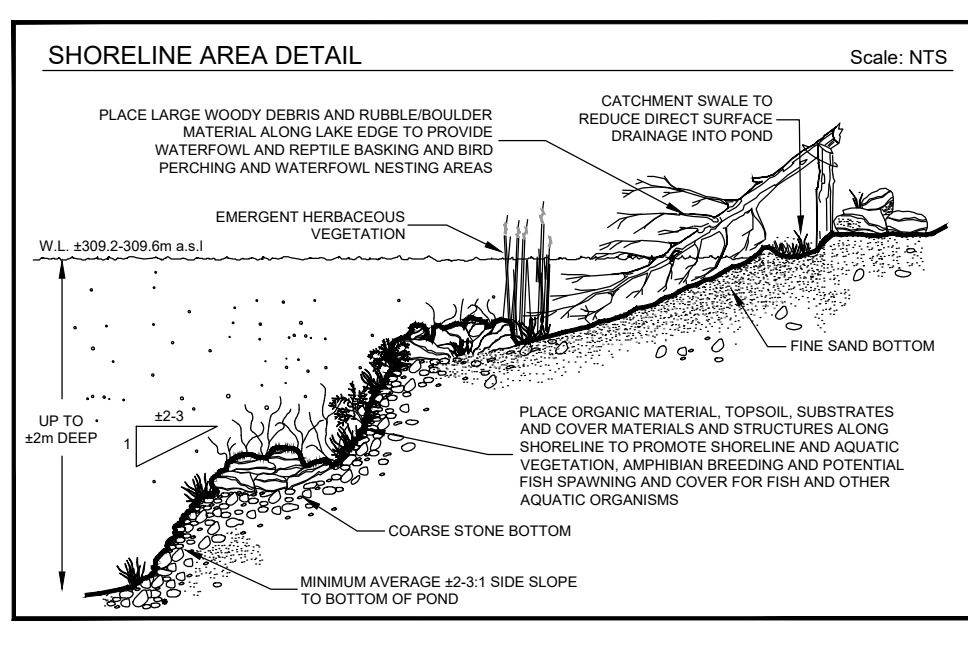 SHORELINE AREA DETAIL
Scale: NTS
PLACE LARGE WOODY DEBRIS AND RUBBLE/BOULDER
MATERIAL ALONG LAKE EDGE TO PROVIDE
WATERFOWL AND REPTILE BASKING AND BIRD
PERCHING AND WATERFOWL NESTING AREAS
CATCHMENT SWALE TO
REDUCE DIRECT SURFACE
DRAINAGE INTO POND
EMERGENT HERBACEOUS
VEGETATION
W.L. ±309.2-309.6m a.s.l
FINE SAND BOTTOM
UP TO
±2m DEEP
±2-3
1
PLACE ORGANIC MATERIAL, TOPSOIL, SUBSTRATES
AND COVER MATERIALS AND STRUCTURES ALONG
SHORELINE TO PROMOTE SHORELINE AND AQUATIC
VEGETATION, AMPHIBIAN BREEDING AND POTENTIAL
FISH SPAWNING AND COVER FOR FISH AND OTHER
AQUATIC ORGANISMS
COARSE STONE BOTTOM
MINIMUM AVERAGE ±2-3:1 SIDE SLOPE
TO BOTTOM OF POND